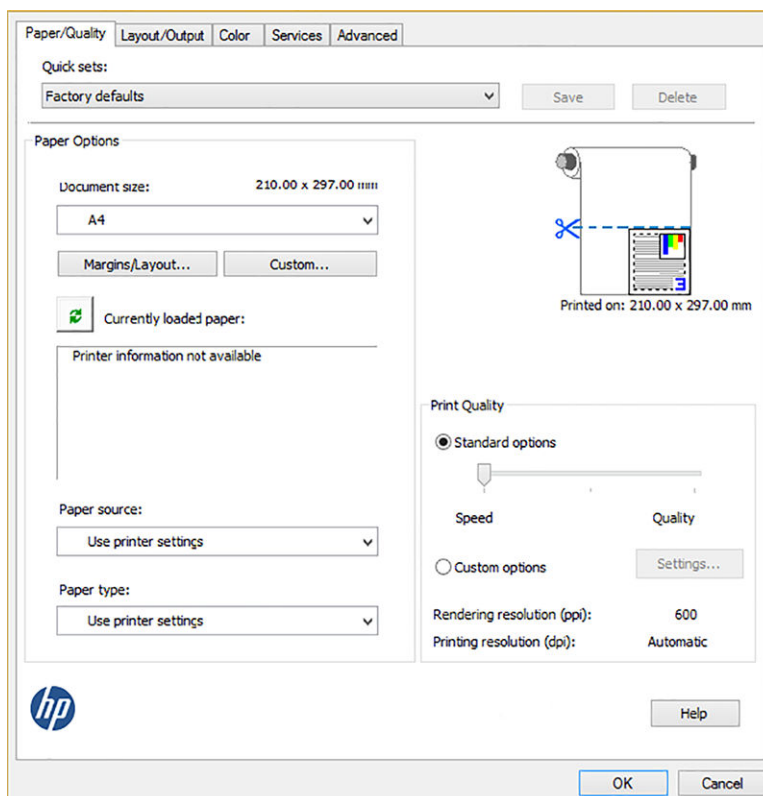 Paper/Quality Layout/Output Color Services Advanced
Quick sets:
Factory defaults Save Delete
Paper Options
Document size: 210.00 x 297.00 mm
A4
Margins/Layout... Custom...
Currently loaded paper:
Printer information not available
3
Printed on: 210.00 x 297.00 mm
Paper source:
Use printer settings
Paper type:
Use printer settings
Print Quality
Standard options
Speed Quality
Custom options Settings...
Rendering resolution (ppi): 600
Printing resolution (dpi): Automatic
hp
Help
OK Cancel